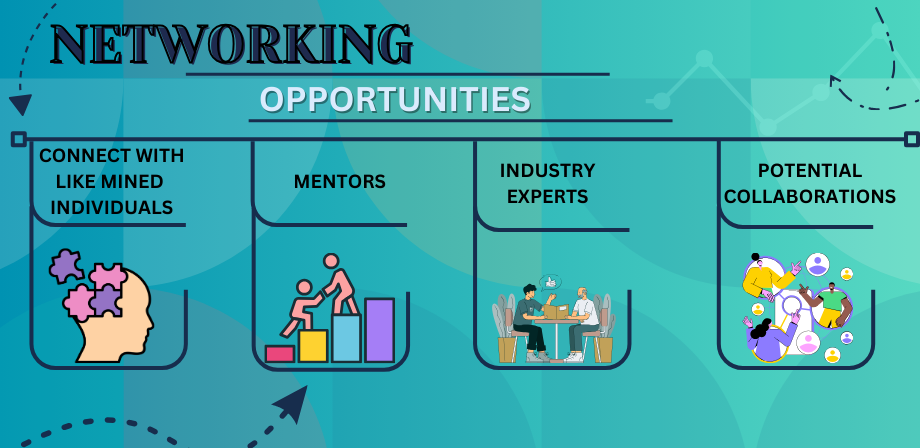 NETWORKING
OPPORTUNITIES
CONNECT WITH
LIKE MINED
INDIVIDUALS
MENTORS
INDUSTRY
EXPERTS
POTENTIAL
COLLABORATIONS